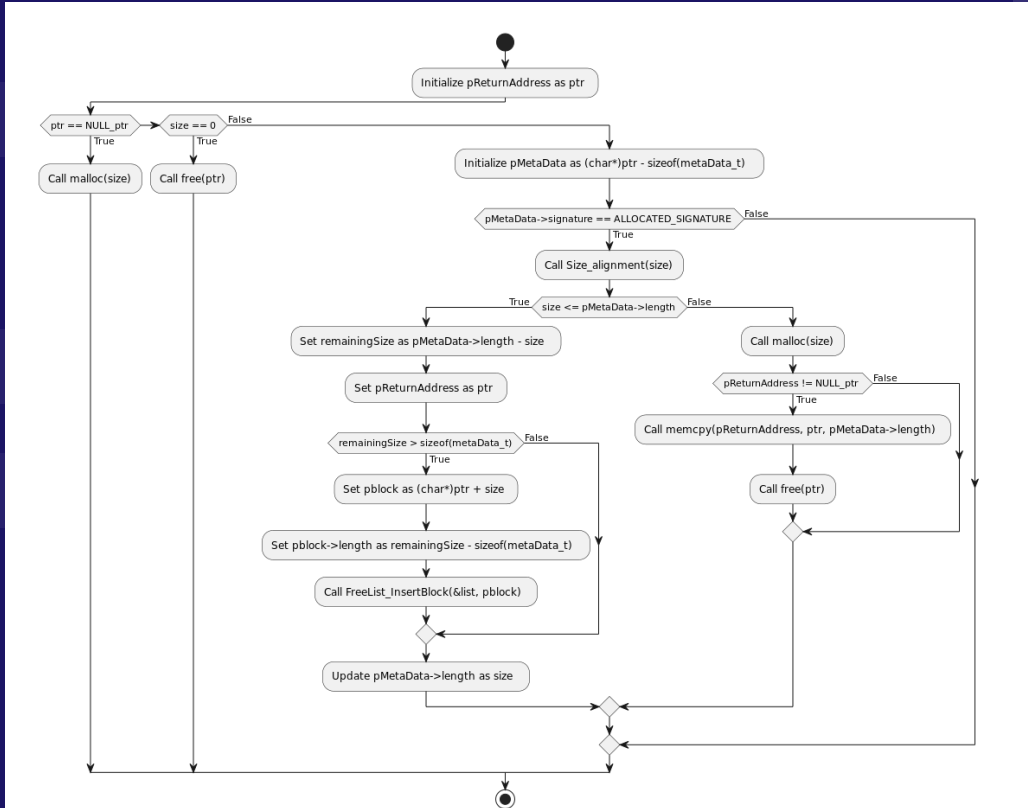 Initialize pReturnAddress as ptr
ptr == NULL_ptr
size == 0
False
True
True
Call malloc(size)
Call free(ptr)
Initialize pMetaData as (char*)ptr - sizeof(metaData_t)
pMetaData->signature == ALLOCATED_SIGNATURE
False
True
Call Size_alignment(size)
True
size <= pMetaData->length
False
Set remainingSize as pMetaData->length - size
Set pReturnAddress as ptr
remainingSize > sizeof(metaData_t)
False
True
Set pblock as (char*)ptr + size
Set pblock->length as remainingSize - sizeof(metaData_t)
Call FreeList_InsertBlock(&list, pblock)
Update pMetaData->length as size
Call malloc(size)
pReturnAddress != NULL_ptr
False
True
Call memcpy(pReturnAddress, ptr, pMetaData->length)
Call free(ptr)